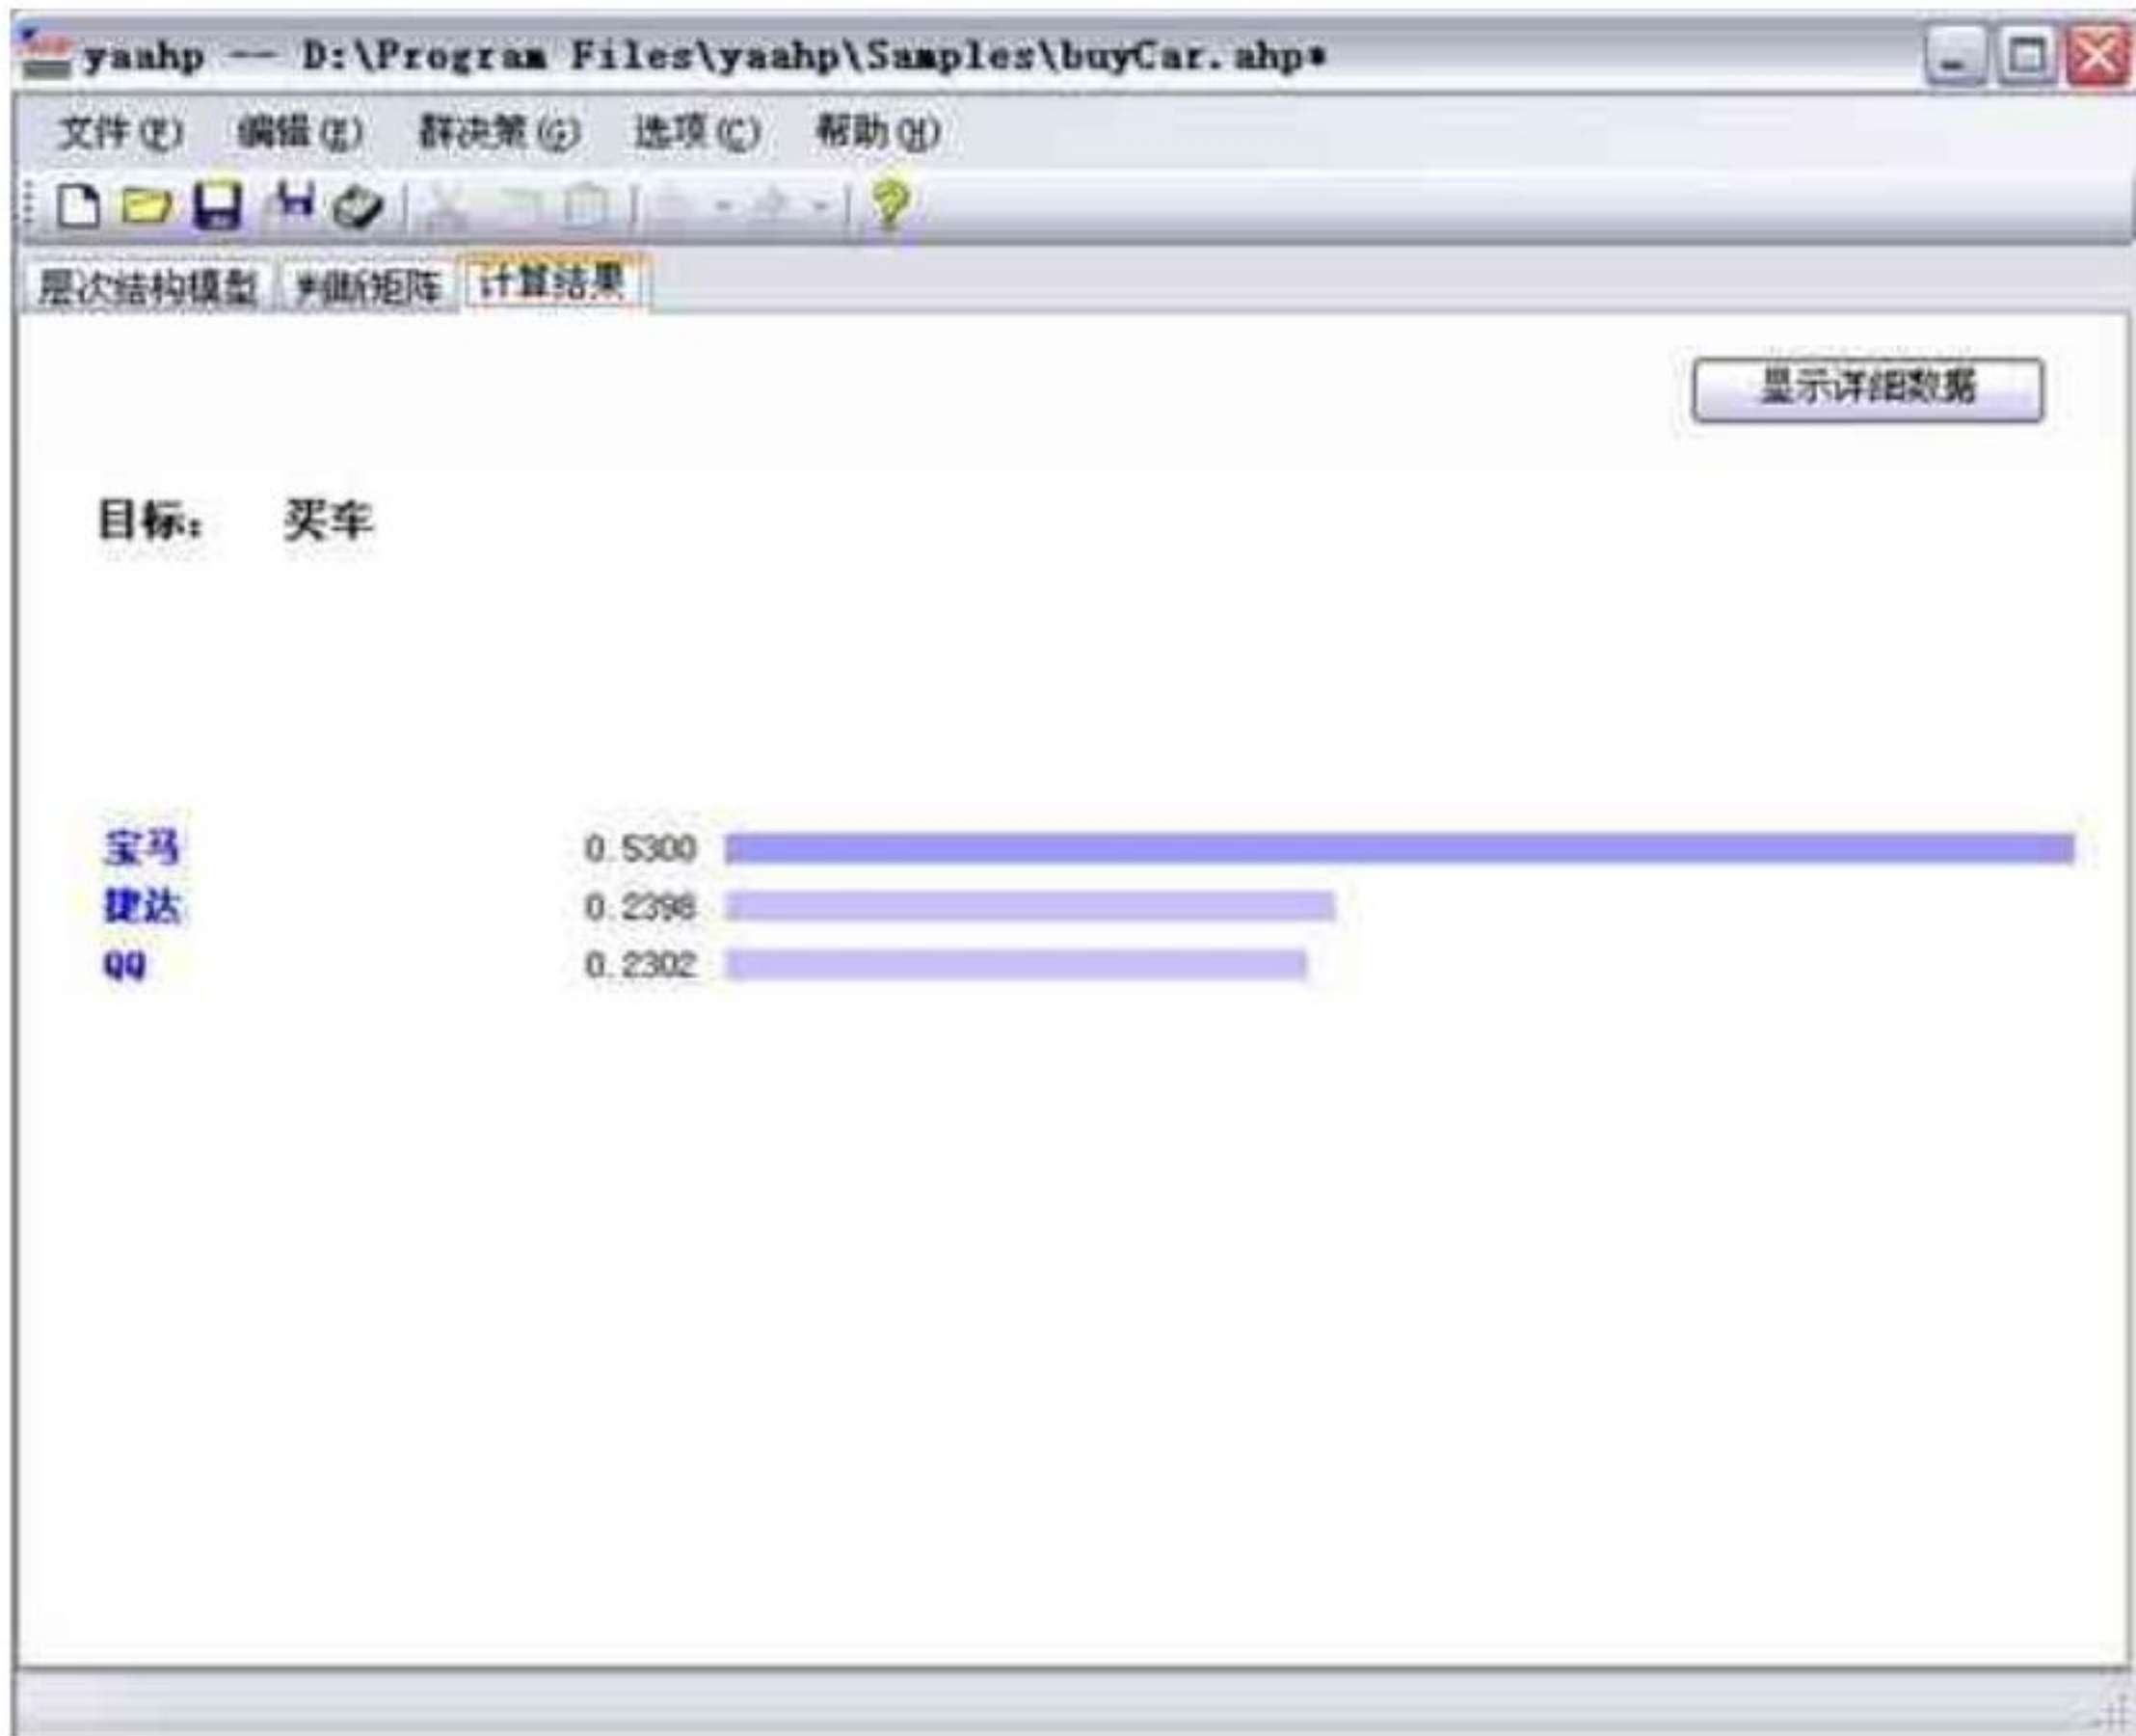 yaahp -- D:\Program Files\yaahp\Samples\buyCar.ahp*
文件(F) 编辑(E) 群决策(G) 选项(C) 帮助(H)
层次结构模型 判断矩阵 计算结果
显示详细数据
目标： 买车
宝马 0.5300
捷达 0.2398
QQ 0.2302